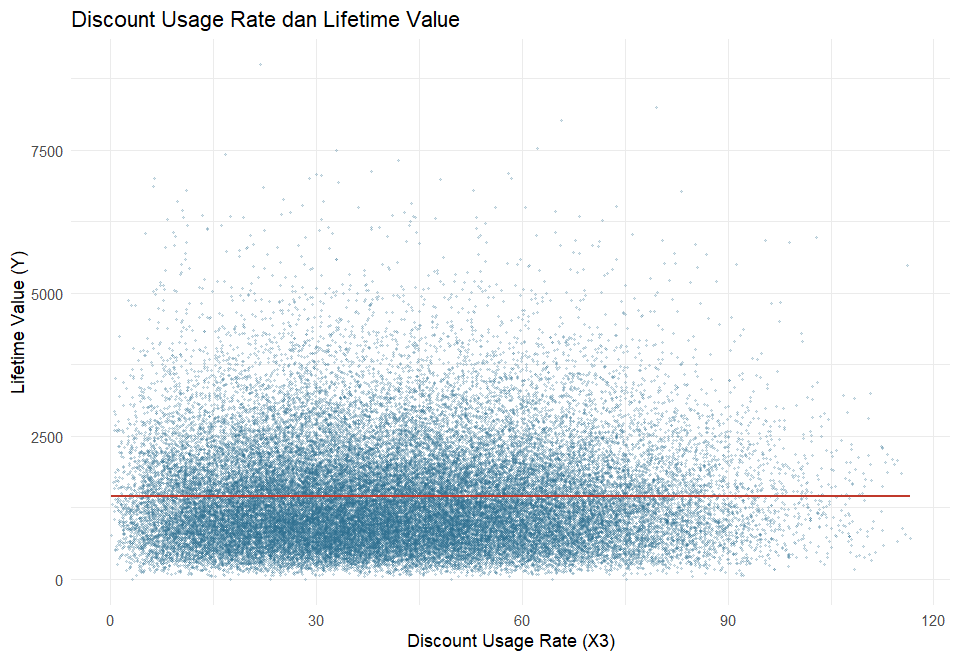 Discount Usage Rate dan Lifetime Value
Lifetime Value (Y)
7500
5000
2500
0
0 30 60 90 120
Discount Usage Rate (X3)